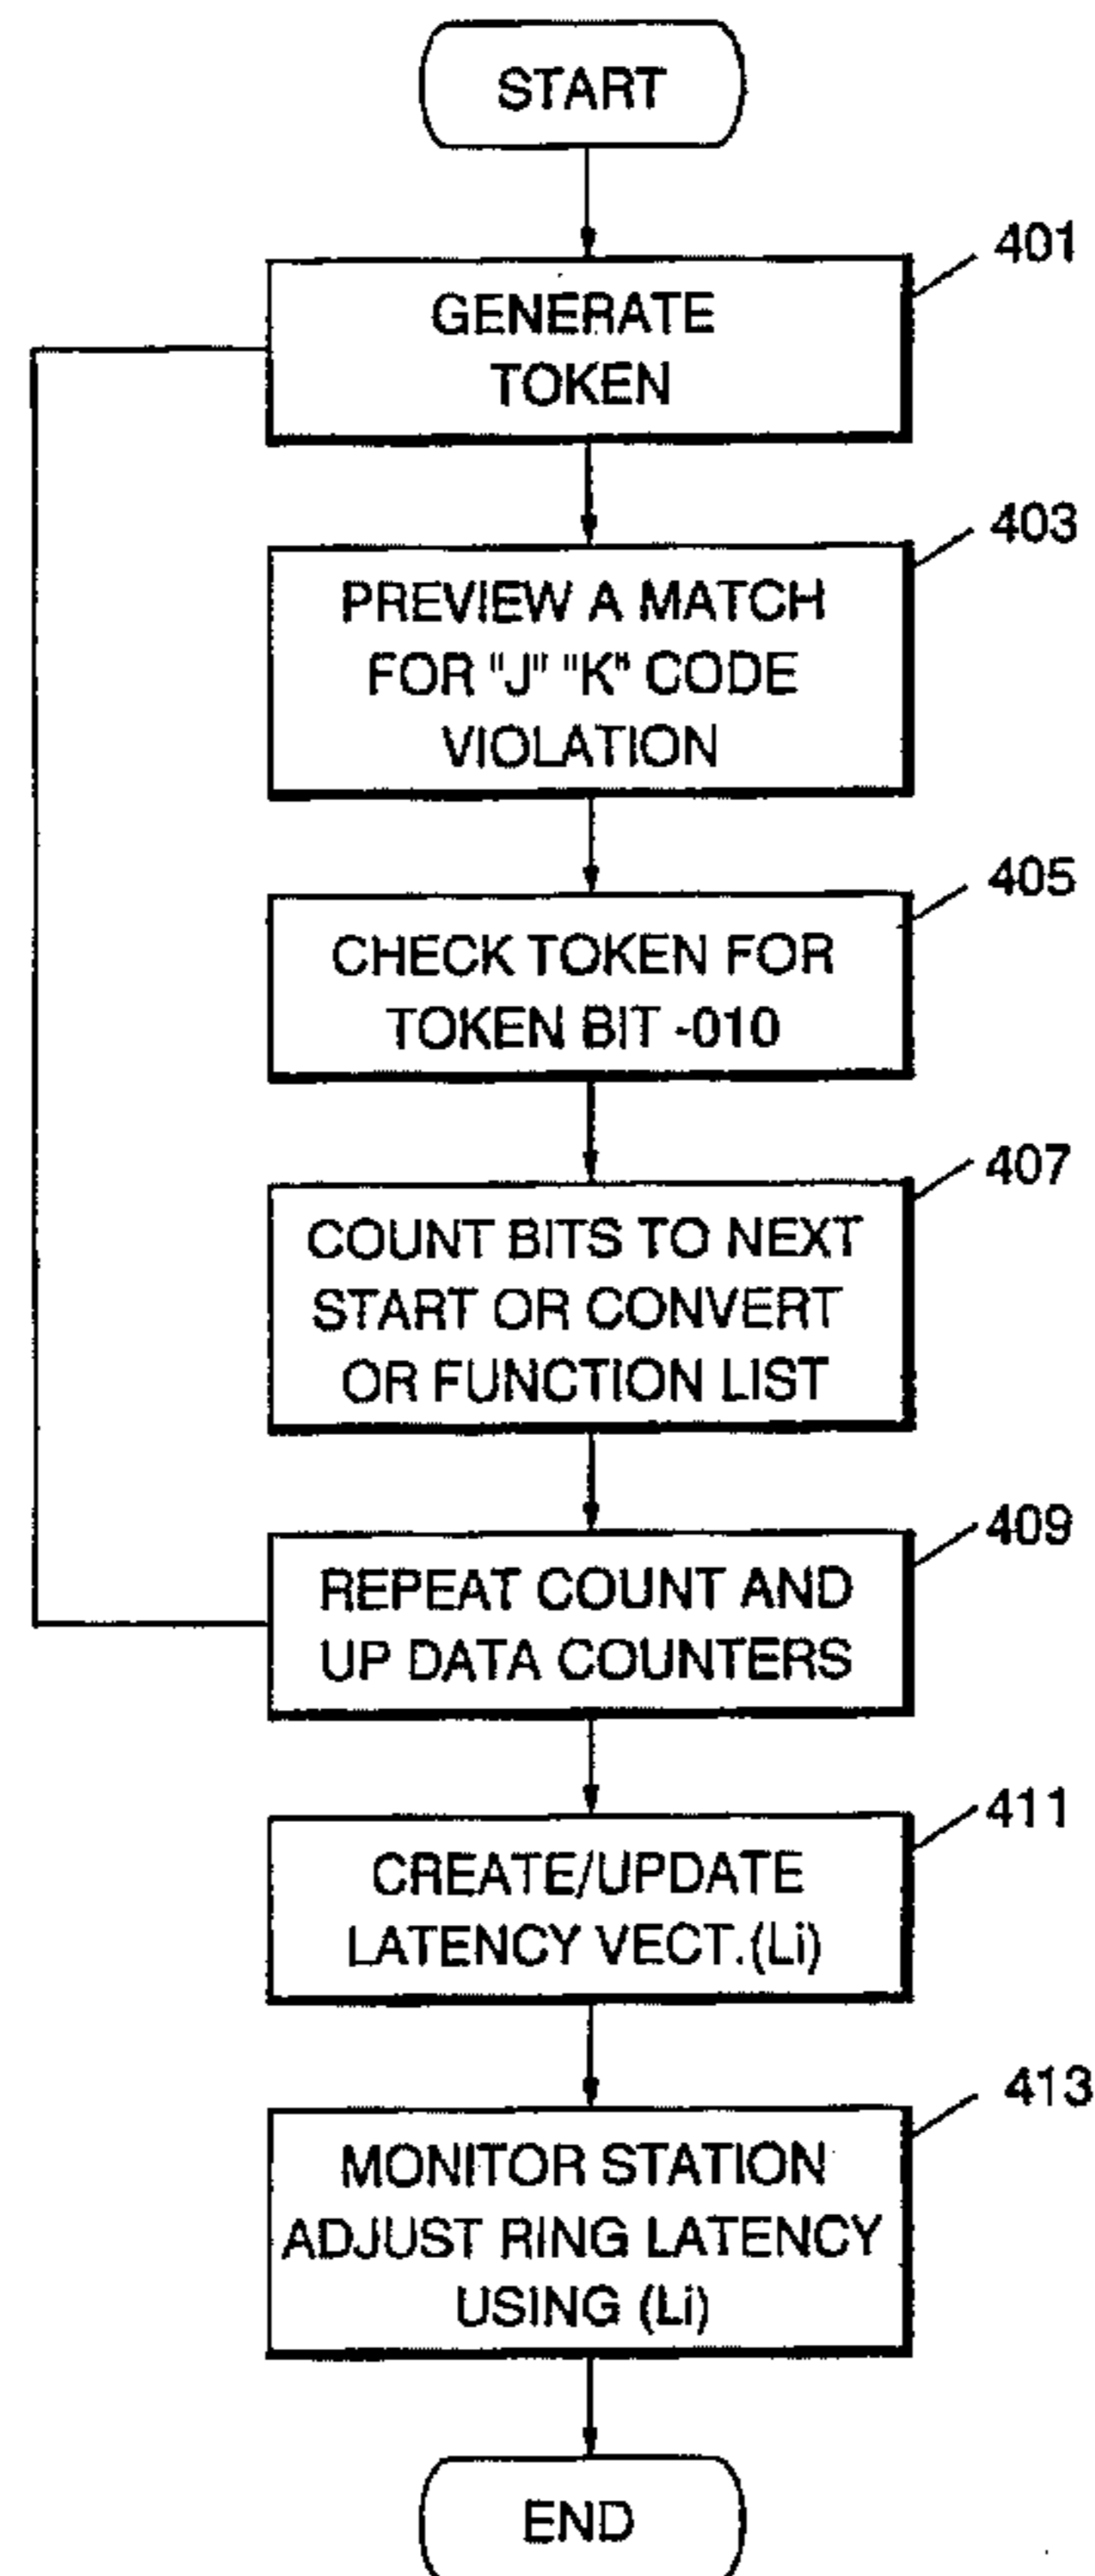 START
401
GENERATE
TOKEN
403
PREVIEW A MATCH
FOR "J" "K" CODE
VIOLATION
405
CHECK TOKEN FOR
TOKEN BIT -010
407
COUNT BITS TO NEXT
START OR CONVERT
OR FUNCTION LIST
409
REPEAT COUNT AND
UP DATA COUNTERS
411
CREATE/UPDATE
LATENCY VECT.(Li)
413
MONITOR STATION
ADJUST RING LATENCY
USING (Li)
END